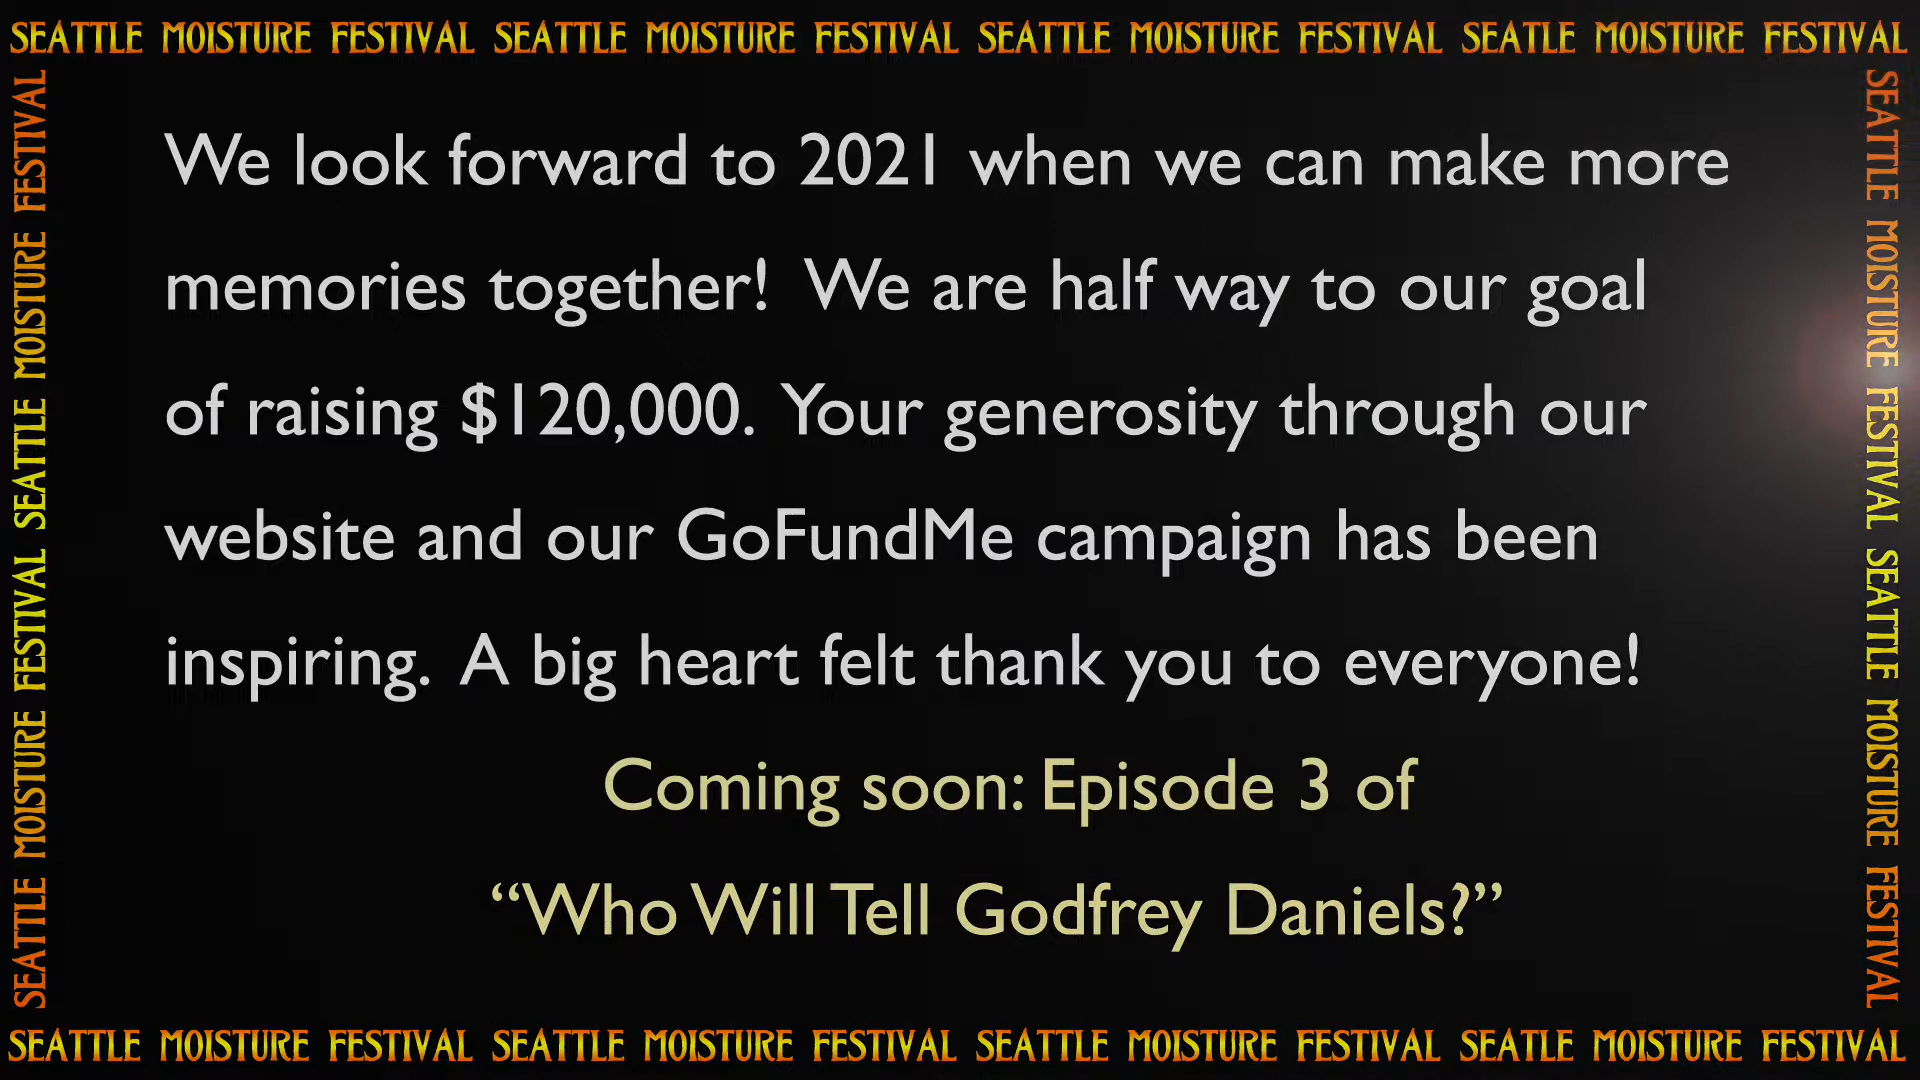 SEATTLE MOISTURE FESTIVAL SEATTLE MOISTURE FESTIVAL SEATTLE MOISTURE FESTIVAL SEATLE MOISTURE FESTIVAL
SEATTLE MOISTURE FESTIVAL SEATTLE MOISTURE FESTIVAL
We look forward to 2021 when we can make more
memories together! We are half way to our goal
of raising $120,000. Your generosity through our
website and our GoFundMe campaign has been
inspiring. A big heart felt thank you to everyone!
Coming soon: Episode 3 of
“Who Will Tell Godfrey Daniels?”
SEATTLE MOISTURE FESTIVAL SEATTLE MOISTURE FESTIVAL
SEATTLE MOISTURE FESTIVAL SEATTLE MOISTURE FESTIVAL SEATTLE MOISTURE FESTIVAL SEATLE MOISTURE FESTIVAL